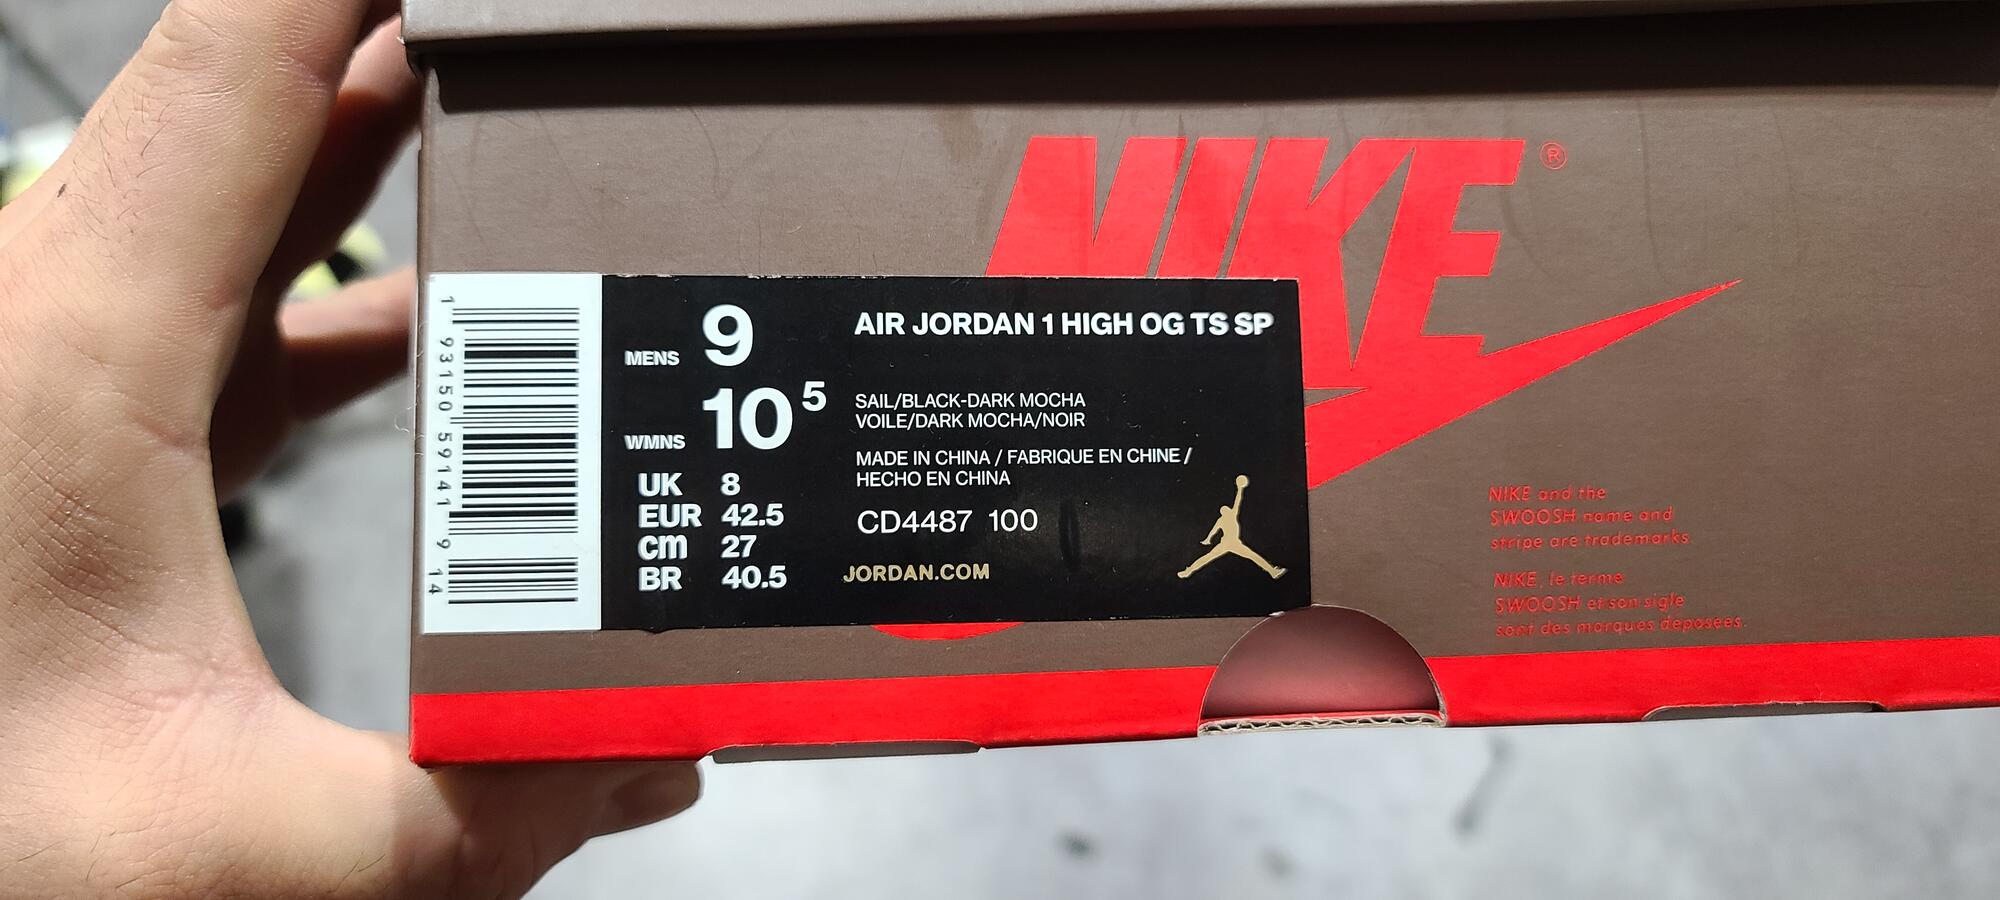 NIKE ®
1 93150 59141 9 14
MENS 9
WMNS 10 5
UK 8
EUR 42.5
cm 27
BR 40.5
AIR JORDAN 1 HIGH OG TS SP
SAIL/BLACK-DARK MOCHA
VOILE/DARK MOCHA/NOIR
MADE IN CHINA / FABRIQUE EN CHINE /
HECHO EN CHINA
CD4487 100
JORDAN.COM
NIKE and the
SWOOSH name and
stripe are trademarks.
NIKE, le terme
SWOOSH et son sigle
sont des marques déposées.